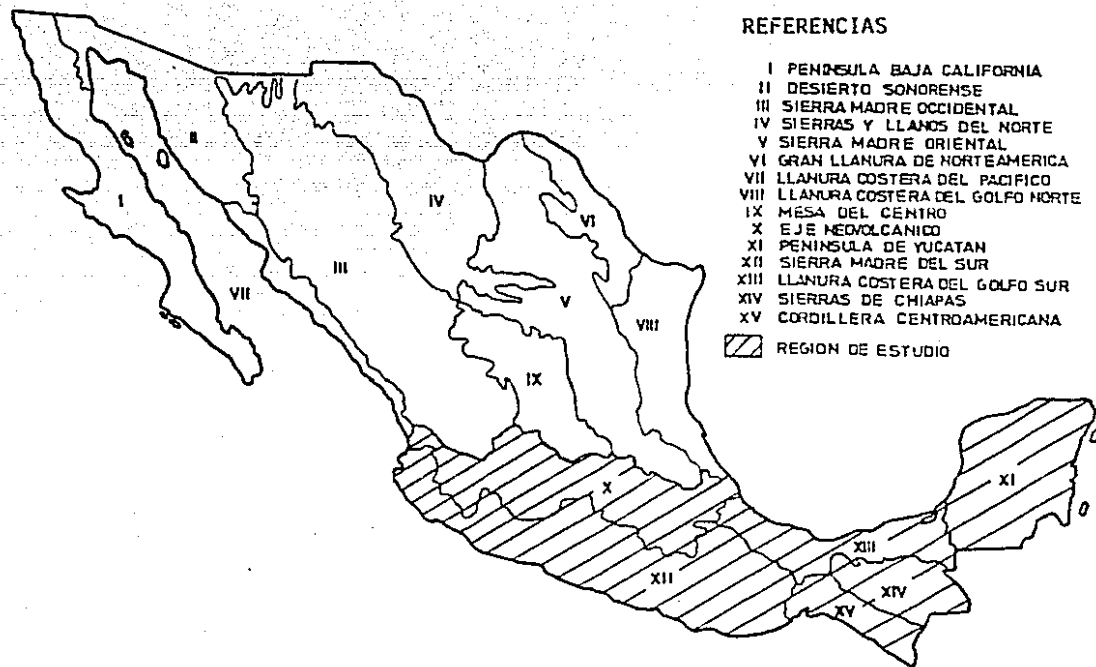 REFERENCIAS
I PENINSULA BAJA CALIFORNIA
II DESIERTO SONORENSE
III SIERRA MADRE OCCIDENTAL
IV SIERRAS Y LLANOS DEL NORTE
V SIERRA MADRE ORIENTAL
VI GRAN LLANURA DE NORTEAMERICA
VII LLANURA COSTERA DEL PACIFICO
VIII LLANURA COSTERA DEL GOLFO NORTE
IX MESA DEL CENTRO
X EJE NEOVOLCANICO
XI PENINSULA DE YUCATAN
XII SIERRA MADRE DEL SUR
XIII LLANURA COSTERA DEL GOLFO SUR
XIV SIERRAS DE CHIAPAS
XV CORDILLERA CENTROAMERICANA
REGION DE ESTUDIO
II
I
IV
VI
III
VII
V
VIII
IX
X
XI
XIII
XII
XIV
XV